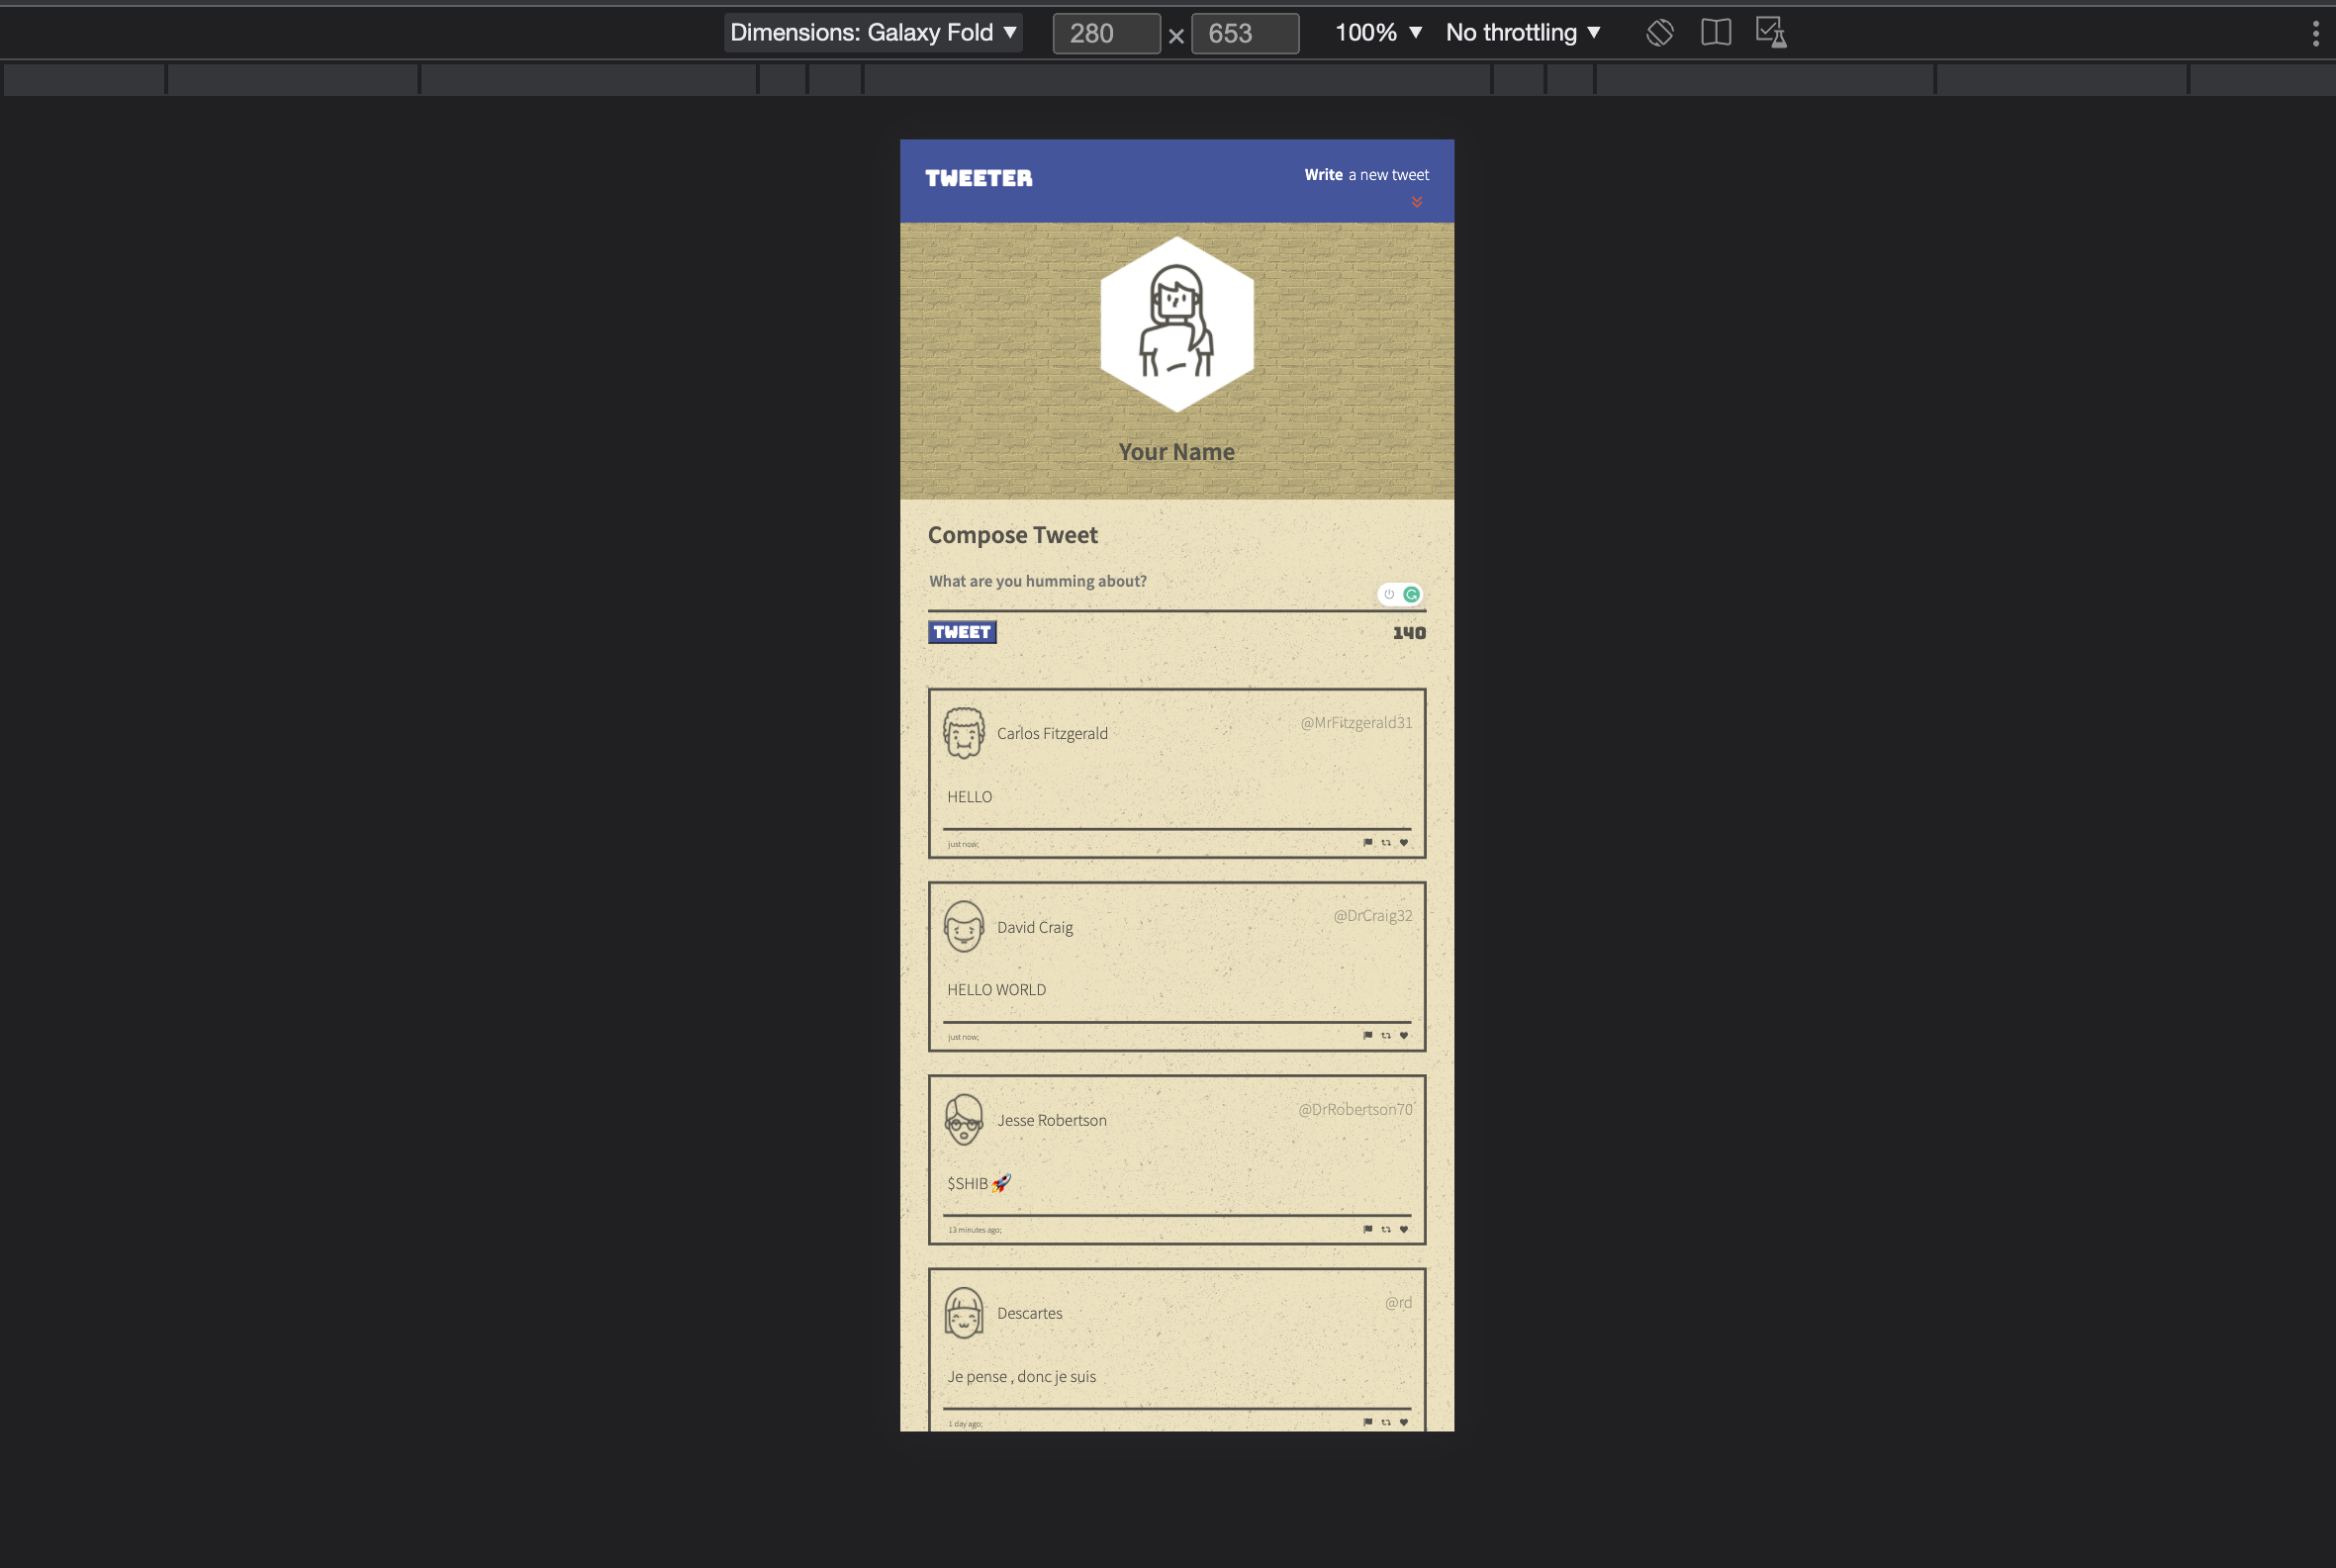 Dimensions: Galaxy Fold ▼ 280 × 653 100% ▼ No throttling ▼
TWEETER
Write a new tweet
Your Name
Compose Tweet
What are you humming about?
TWEET 140
Carlos Fitzgerald @MrFitzgerald31
HELLO
just now;
David Craig @DrCraig32
HELLO WORLD
just now;
Jesse Robertson @DrRobertson70
$SHIB 🚀
13 minutes ago;
Descartes @rd
Je pense , donc je suis
1 day ago;